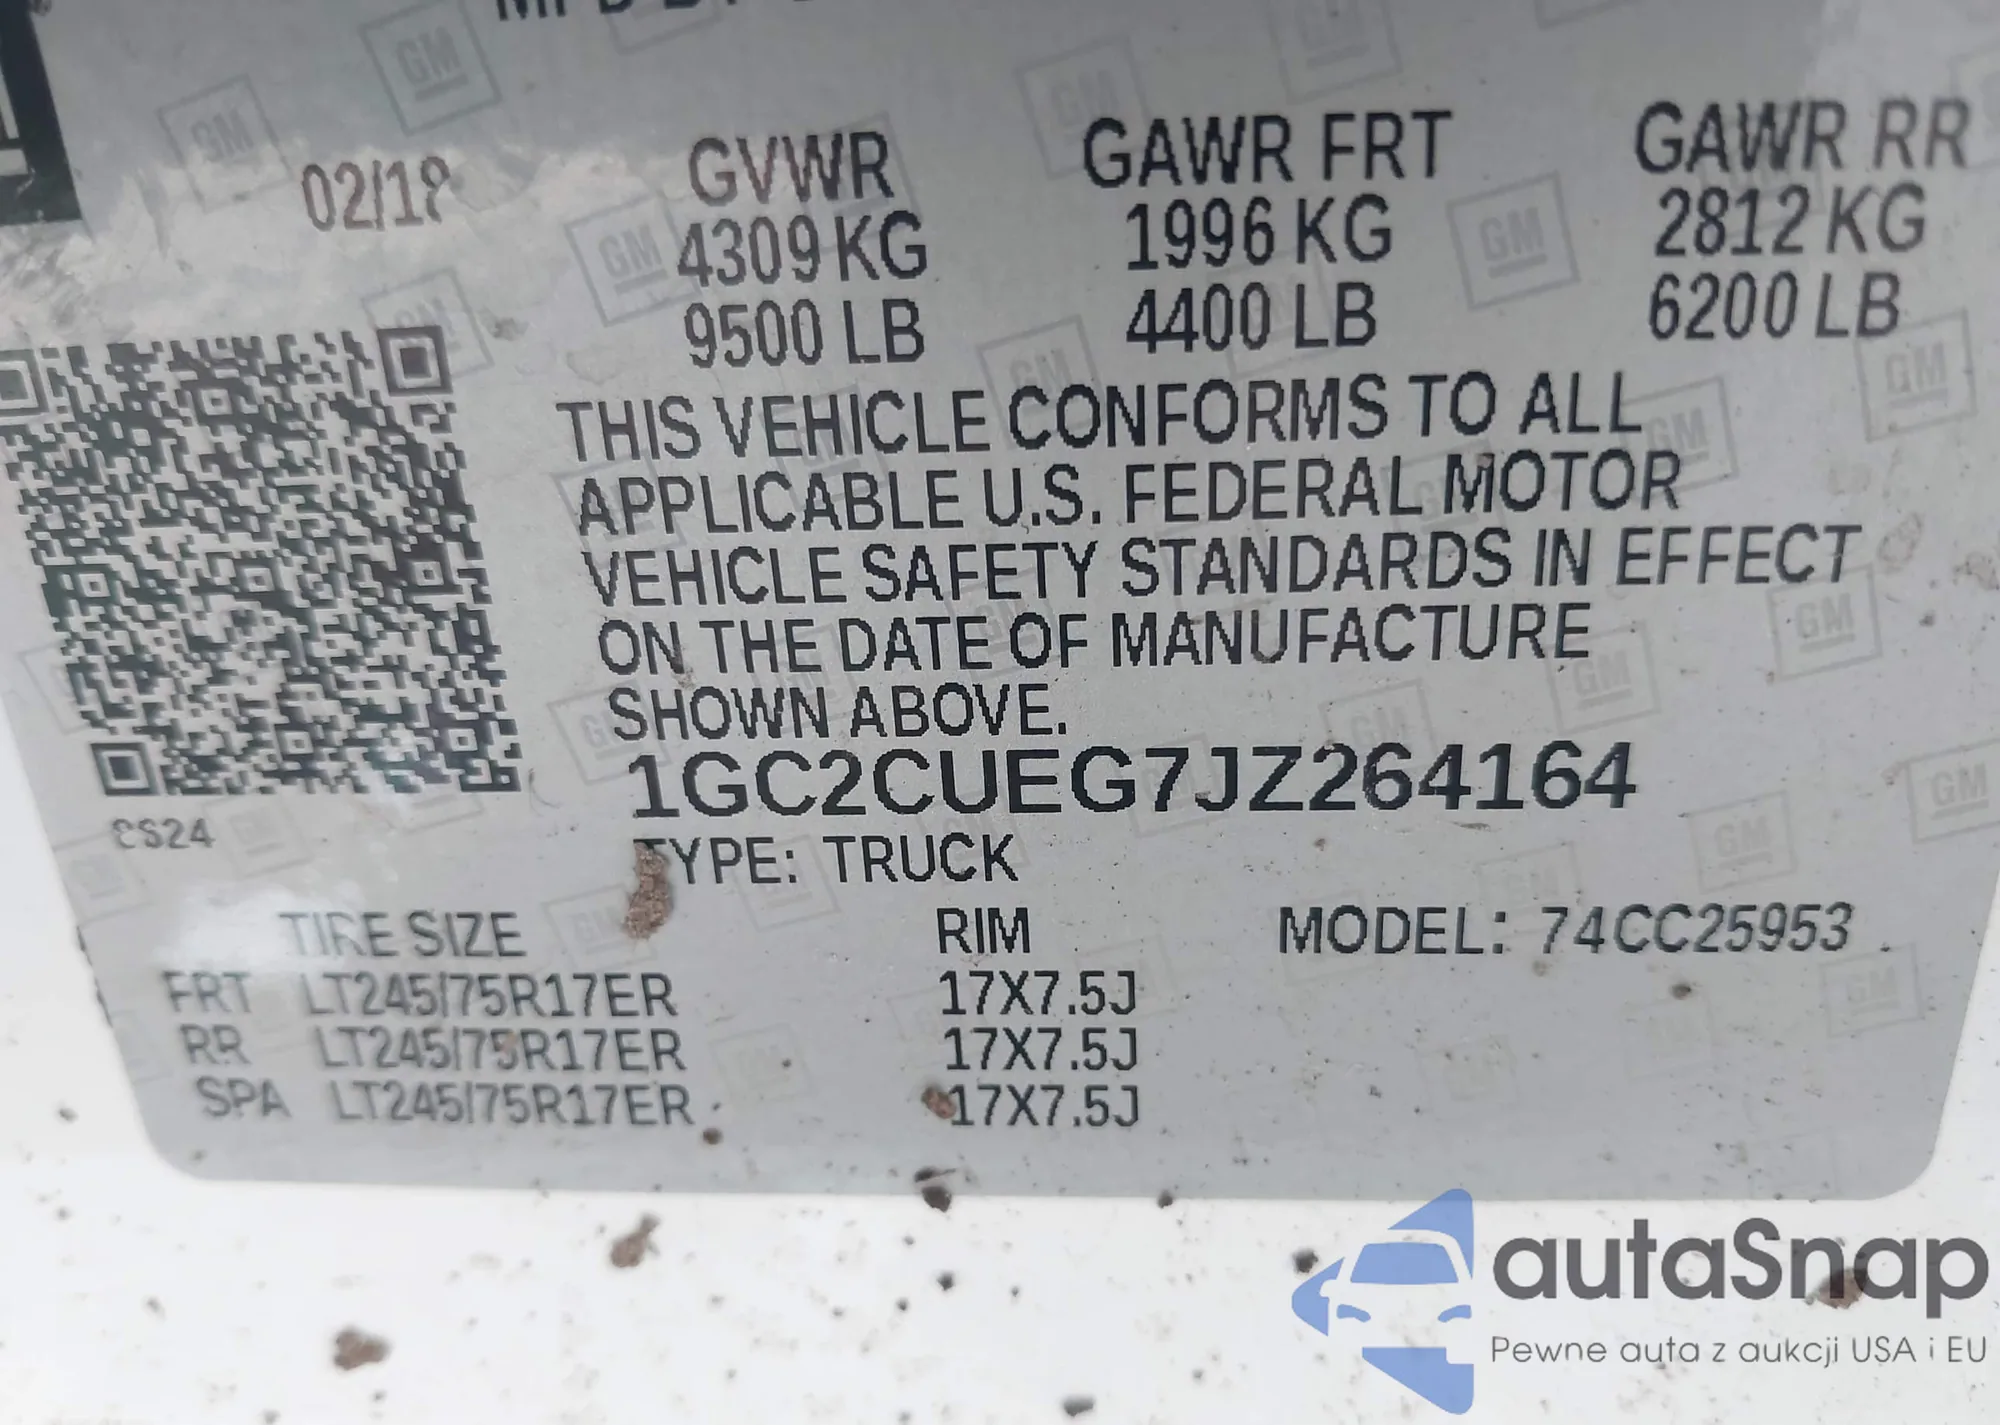 02/18 GVWR GAWR FRT GAWR RR
4309 KG 1996 KG 2812 KG
9500 LB 4400 LB 6200 LB
THIS VEHICLE CONFORMS TO ALL
APPLICABLE U.S. FEDERAL MOTOR
VEHICLE SAFETY STANDARDS IN EFFECT
ON THE DATE OF MANUFACTURE
SHOWN ABOVE.
1GC2CUEG7JZ264164
TYPE: TRUCK
TIRE SIZE RIM MODEL: 74CC25953
FRT LT245/75R17ER 17X7.5J
RR LT245/75R17ER 17X7.5J
SPA LT245/75R17ER 17X7.5J
autaSnap
Pewne auta z aukcji USA i EU